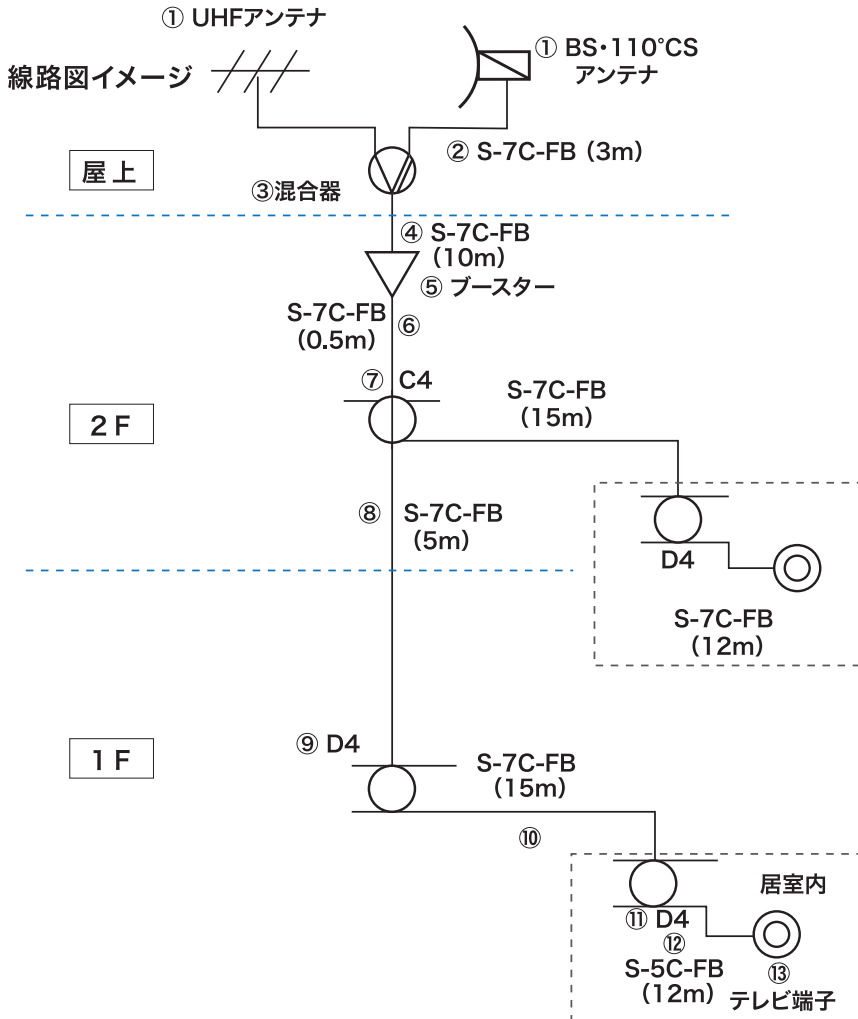 ① UHFアンテナ
線路図イメージ
① BS・110°CS
アンテナ
② S-7C-FB (3m)
屋上
③混合器
④ S-7C-FB
(10m)
⑤ ブースター
S-7C-FB
(0.5m)
⑥
⑦ C4
S-7C-FB
(15m)
2F
⑧ S-7C-FB
(5m)
D4
S-7C-FB
(12m)
⑨ D4
1F
S-7C-FB
(15m)
⑩
居室内
⑪ D4
⑫
S-5C-FB
(12m)
⑬
テレビ端子